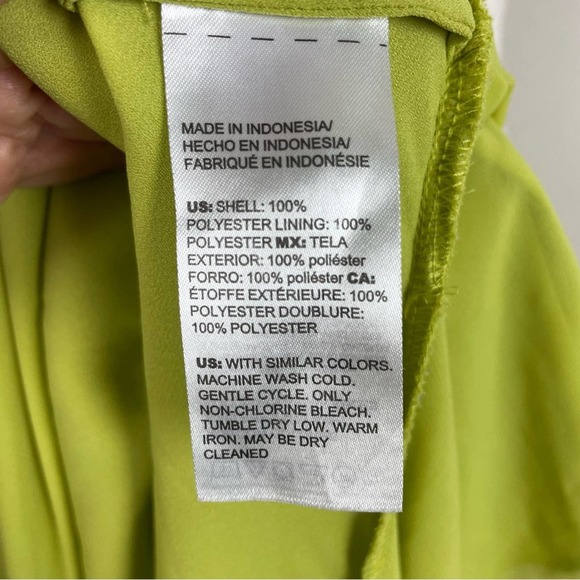 MADE IN INDONESIA/
HECHO EN INDONESIA/
FABRIQUÉ EN INDONÉSIE
US: SHELL: 100%
POLYESTER LINING: 100%
POLYESTER MX: TELA
EXTERIOR: 100% poliéster
FORRO: 100% poliéster CA:
ÉTOFFE EXTÉRIEURE: 100%
POLYESTER DOUBLURE:
100% POLYESTER
US: WITH SIMILAR COLORS.
MACHINE WASH COLD.
GENTLE CYCLE. ONLY
NON-CHLORINE BLEACH.
TUMBLE DRY LOW. WARM
IRON. MAY BE DRY
CLEANED